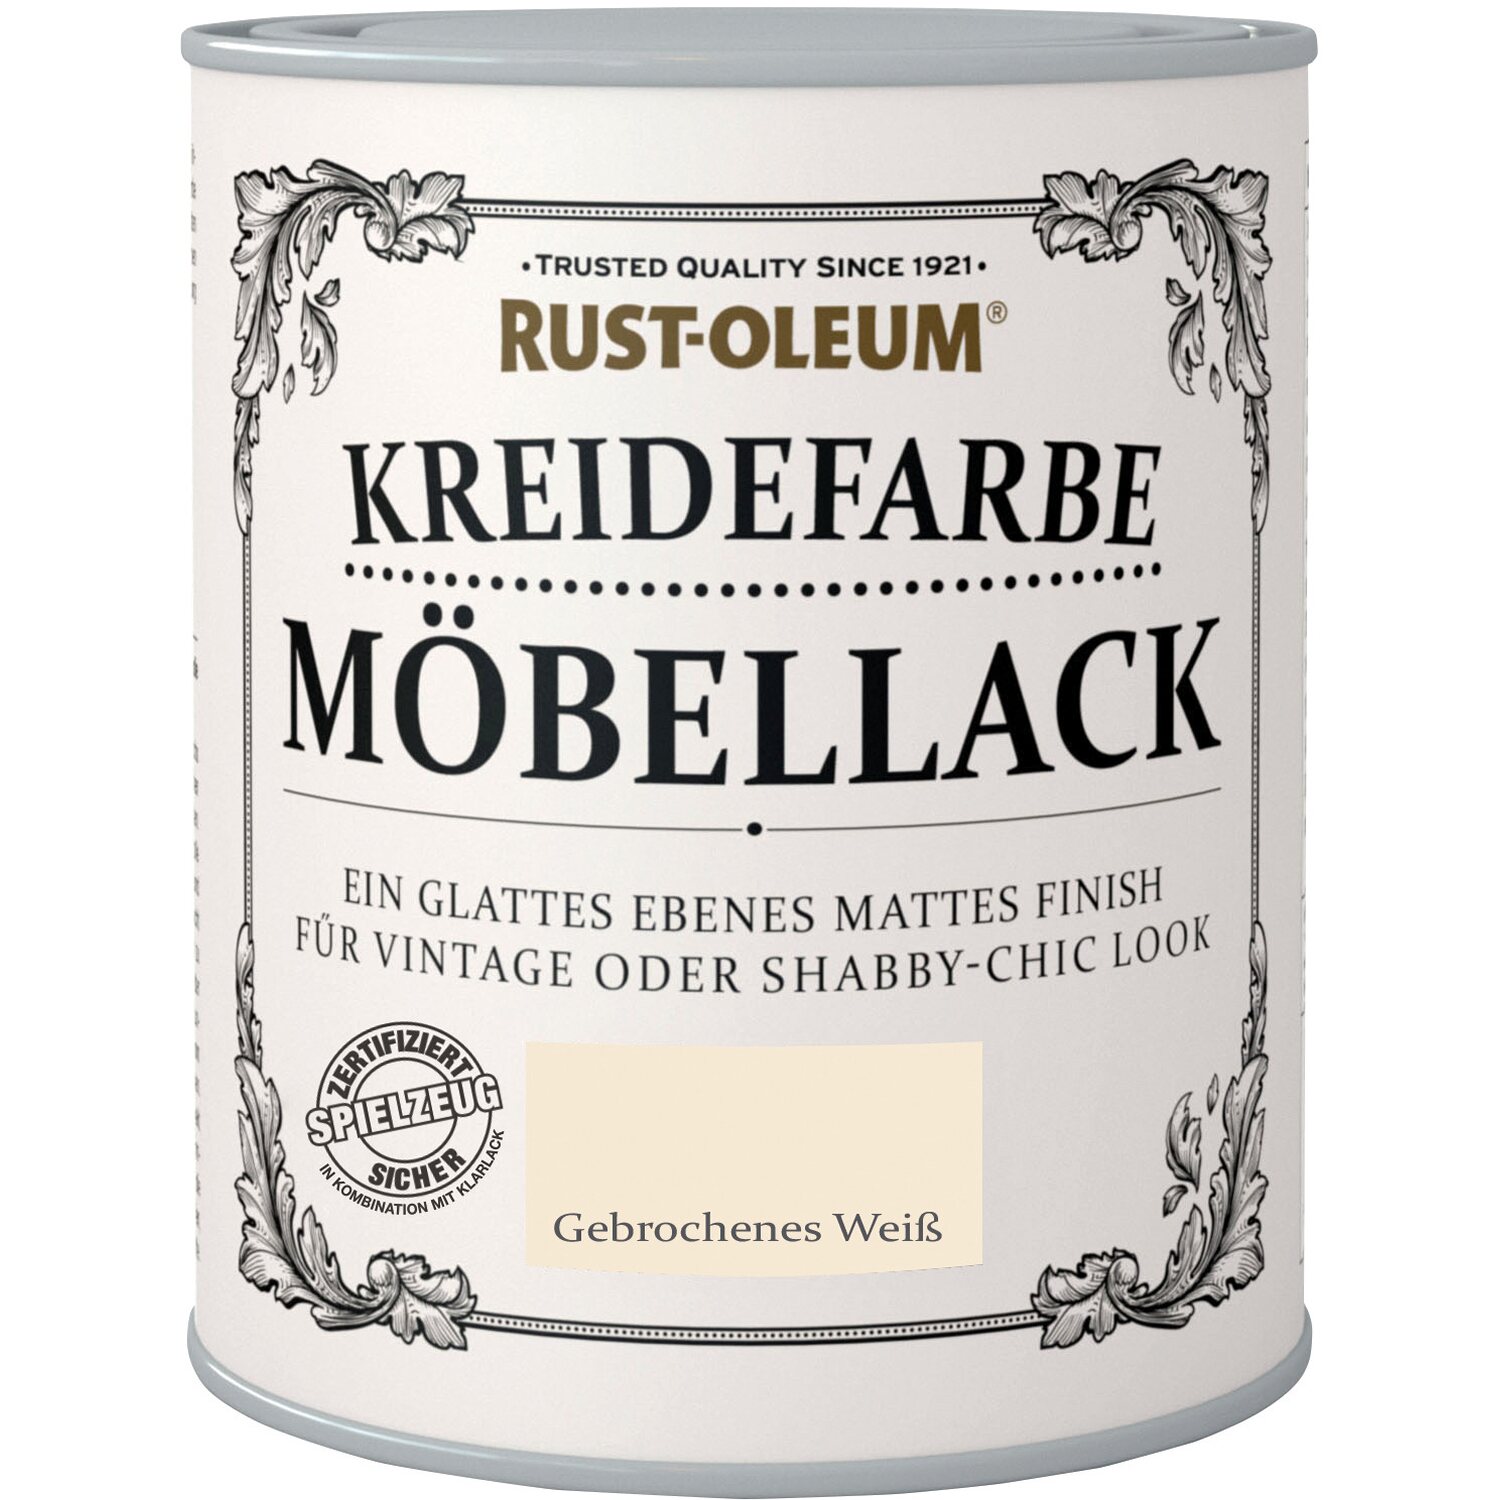 •TRUSTED QUALITY SINCE 1921•
RUST-OLEUM®
KREIDEFARBE
MÖBELLACK
EIN GLATTES EBENES MATTES FINISH
FŰR VINTAGE ODER SHABBY-CHIC LOOK
ZERTIFIZIERT
SPIELZEUG
SICHER
IN KOMBINATION MIT KLARLACK
Gebrochenes Weiß